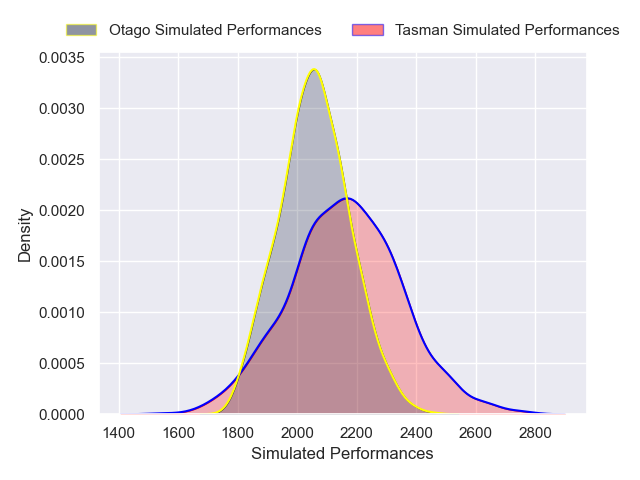 Otago Simulated Performances Tasman Simulated Performances
0.0035
0.0030
0.0025
0.0020
0.0015
0.0010
0.0005
0.0000
Density
1400 1600 1800 2000 2200 2400 2600 2800
Simulated Performances